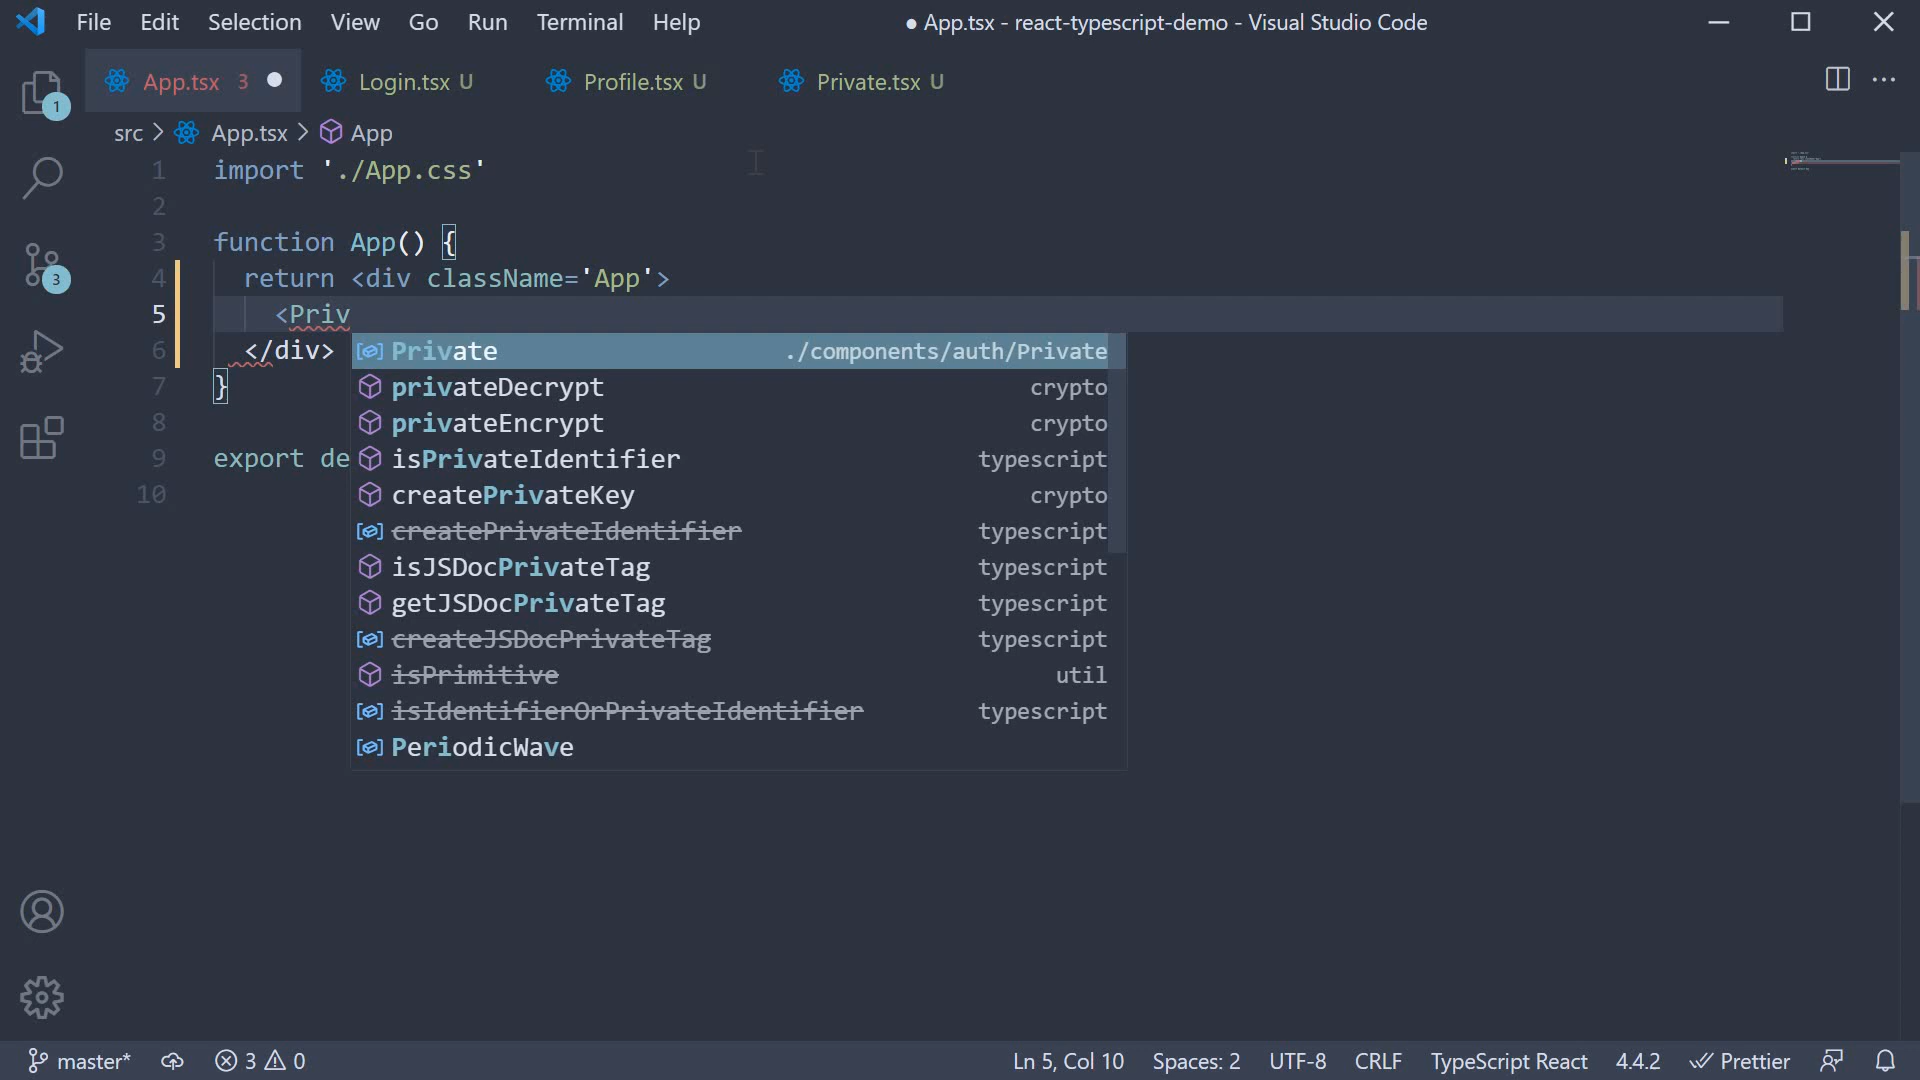 File Edit Selection View Go Run Terminal Help ● App.tsx - react-typescript-demo - Visual Studio Code
App.tsx 3 ● Login.tsx U Profile.tsx U Private.tsx U ...
1
src > App.tsx > App
1 import './App.css'
2
3 function App() {
3
4 return <div className='App'>
5 <Priv
6 </div>
Private ./components/auth/Private
7 }
privateDecrypt crypto
8
privateEncrypt crypto
9 export de
isPrivateIdentifier typescript
10
createPrivateKey crypto
createPrivateIdentifier typescript
isJSDocPrivateTag typescript
getJSDocPrivateTag typescript
createJSDocPrivateTag typescript
isPrimitive util
isIdentifierOrPrivateIdentifier typescript
PeriodicWave
master* 3 0 Ln 5, Col 10 Spaces: 2 UTF-8 CRLF TypeScript React 4.4.2 Prettier